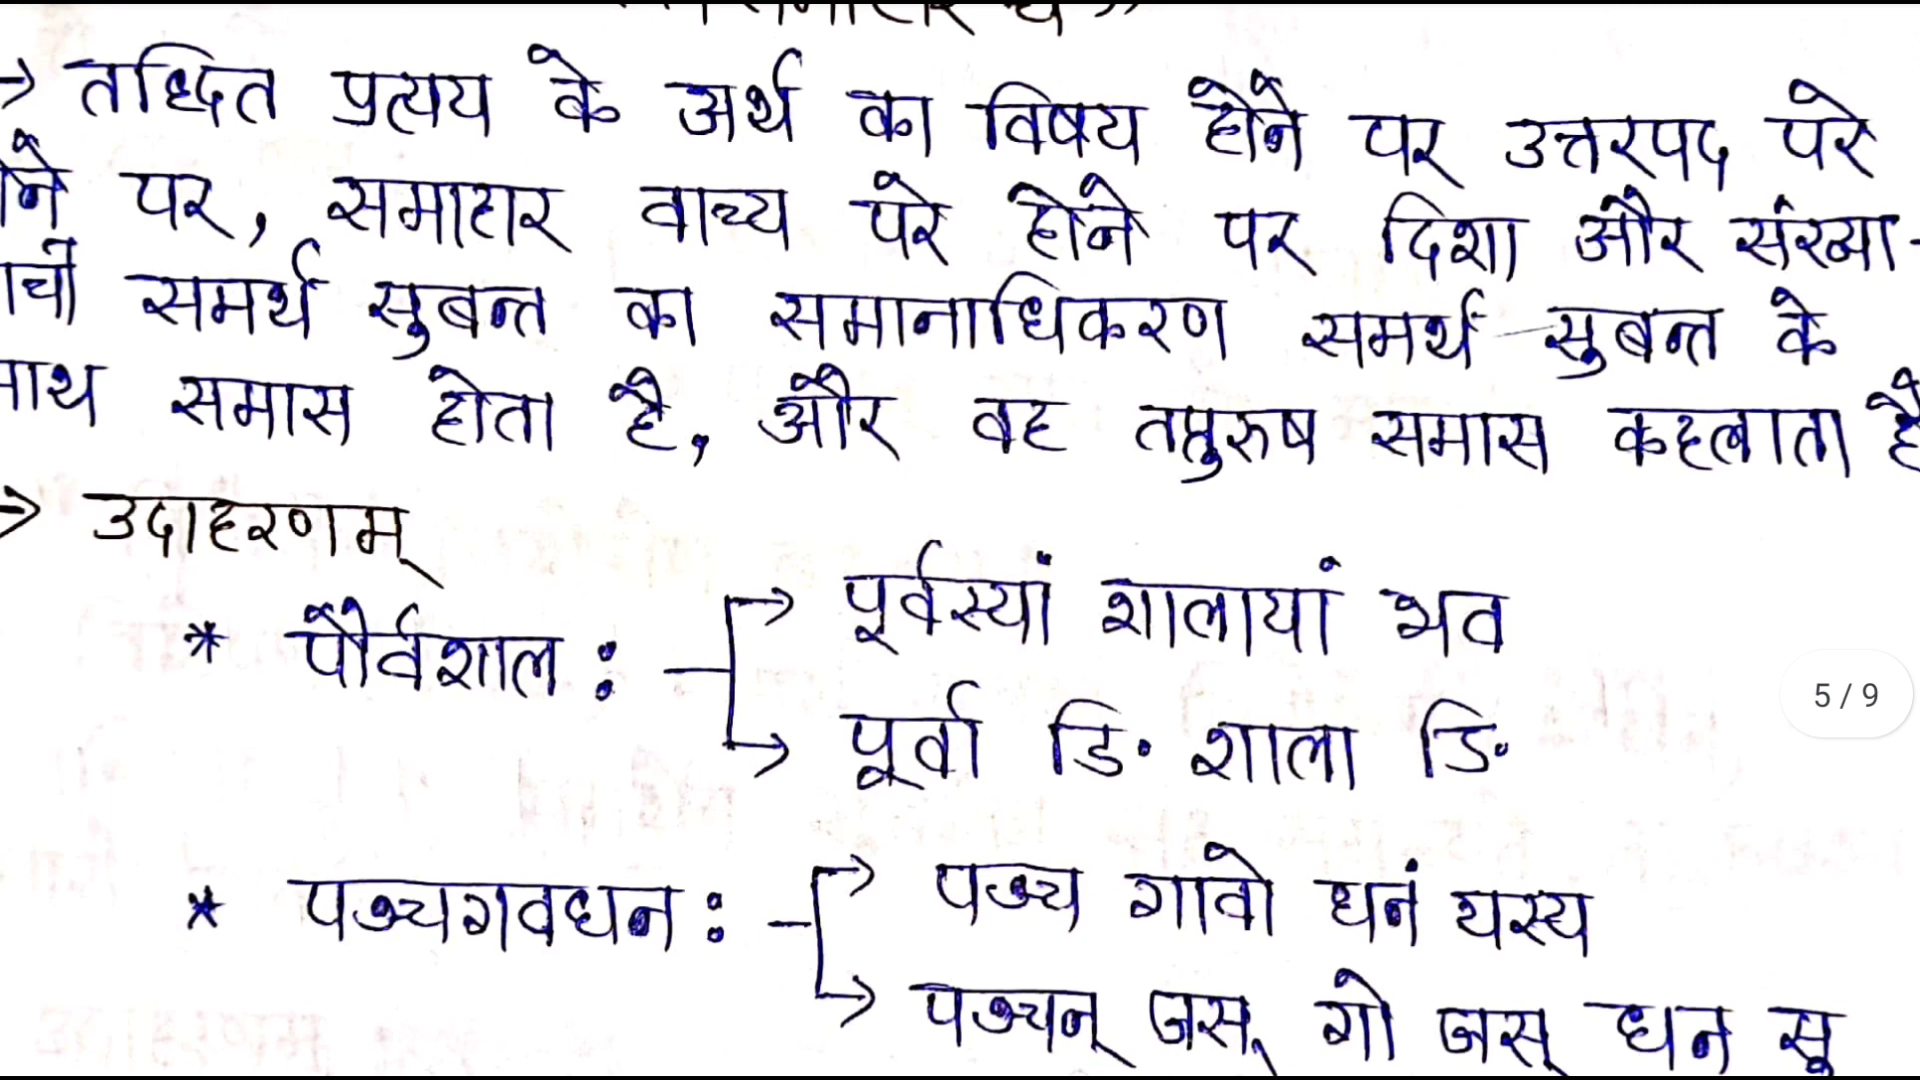 समाहारे च"
→ तद्धित प्रत्यय के अर्थ का विषय होने पर उत्तरपद परे
होने पर, समाहार वाच्य परे होने पर दिशा और संख्या-
वाची समर्थ सुबन्त का समानाधिकरण समर्थ सुबन्त के
साथ समास होता है, और वह तत्पुरुष समास कहलाता है
→ उदाहरणम्
* पौर्वशाल : → पूर्वस्यां शालायां भव
→ पूर्वा ङि. शाला ङि.
5 / 9
* पञ्चगवधन : → पञ्च गावो धनं यस्य
→ पञ्चन् जस् गो जस् धन सु